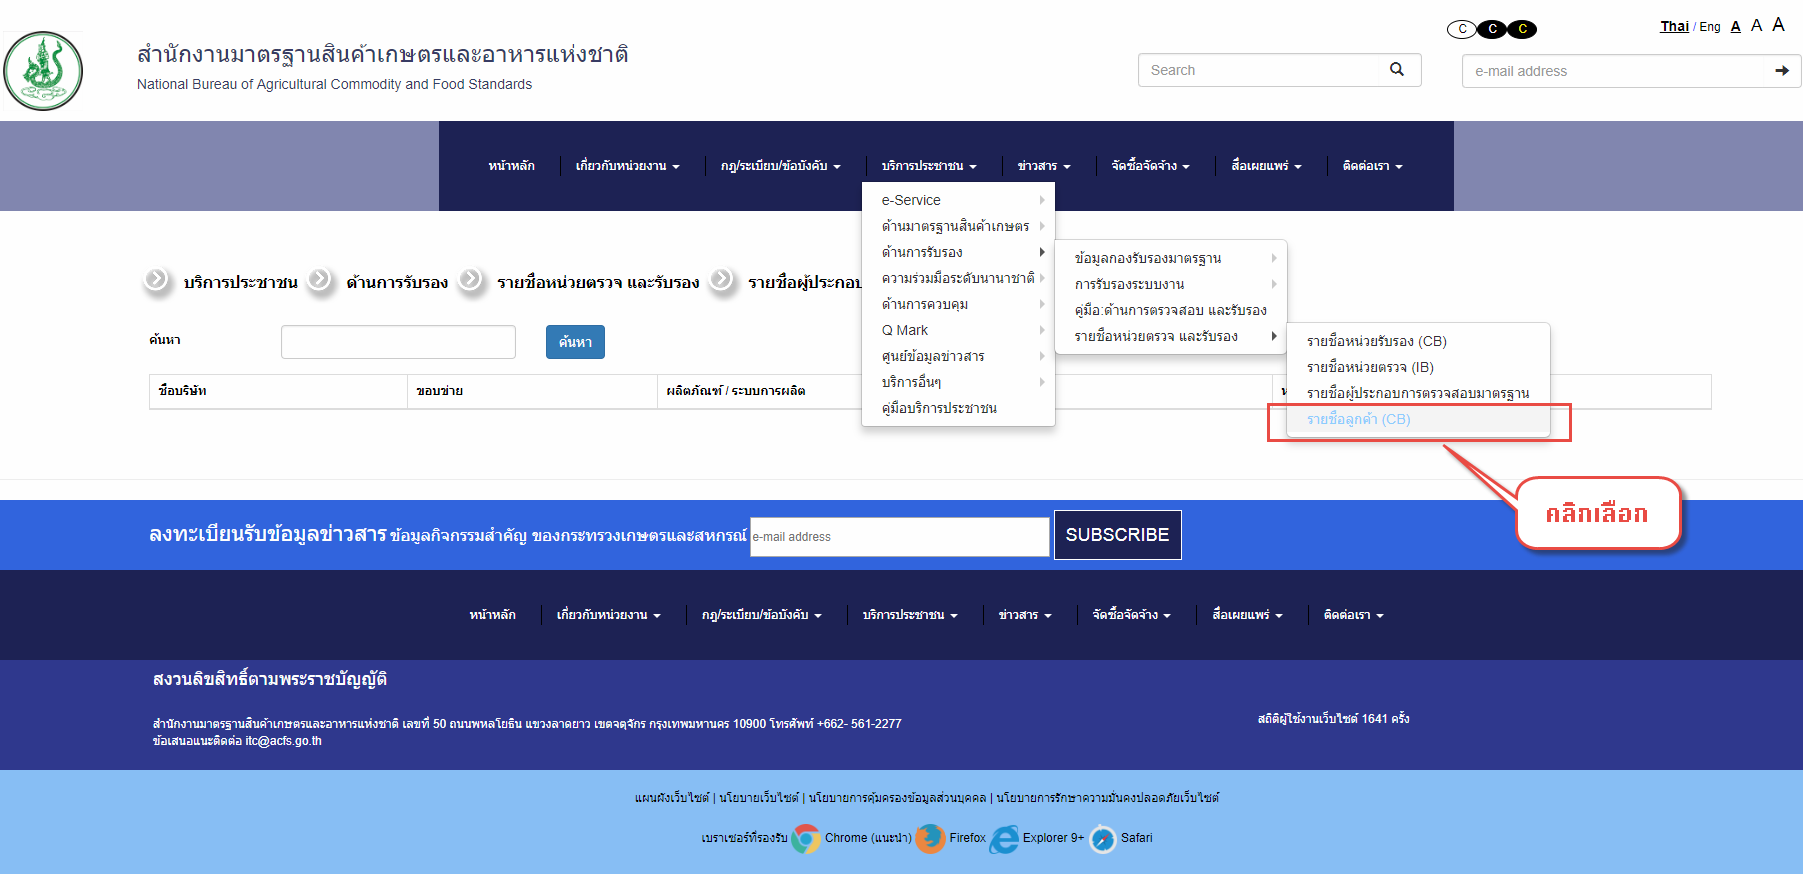 C C C
Thai / Eng A A A
สำนักงานมาตรฐานสินค้าเกษตรและอาหารแห่งชาติ
National Bureau of Agricultural Commodity and Food Standards
Search
e-mail address
หน้าหลัก เกี่ยวกับหน่วยงาน กฎ/ระเบียบ/ข้อบังคับ บริการประชาชน ข่าวสาร จัดซื้อจัดจ้าง สื่อเผยแพร่ ติดต่อเรา
e-Service
ด้านมาตรฐานสินค้าเกษตร
ด้านการรับรอง
ความร่วมมือระดับนานาชาติ
ด้านการควบคุม
Q Mark
ศูนย์ข้อมูลข่าวสาร
บริการอื่นๆ
คู่มือบริการประชาชน
ข้อมูลกองรับรองมาตรฐาน
การรับรองระบบงาน
คู่มือ:ด้านการตรวจสอบ และรับรอง
รายชื่อหน่วยตรวจ และรับรอง
รายชื่อหน่วยรับรอง (CB)
รายชื่อหน่วยตรวจ (IB)
รายชื่อผู้ประกอบการตรวจสอบมาตรฐาน
รายชื่อลูกค้า (CB)
คลิกเลือก
บริการประชาชน ด้านการรับรอง รายชื่อหน่วยตรวจ และรับรอง รายชื่อผู้ประกอบ
ค้นหา ค้นหา
ชื่อบริษัท ขอบข่าย ผลิตภัณฑ์ / ระบบการผลิต
ลงทะเบียนรับข้อมูลข่าวสาร ข้อมูลกิจกรรมสำคัญ ของกระทรวงเกษตรและสหกรณ์ e-mail address SUBSCRIBE
หน้าหลัก เกี่ยวกับหน่วยงาน กฎ/ระเบียบ/ข้อบังคับ บริการประชาชน ข่าวสาร จัดซื้อจัดจ้าง สื่อเผยแพร่ ติดต่อเรา
สงวนลิขสิทธิ์ตามพระราชบัญญัติ
สำนักงานมาตรฐานสินค้าเกษตรและอาหารแห่งชาติ เลขที่ 50 ถนนพหลโยธิน แขวงลาดยาว เขตจตุจักร กรุงเทพมหานคร 10900 โทรศัพท์ +662- 561-2277
ข้อเสนอแนะติดต่อ itc@acfs.go.th
สถิติผู้ใช้งานเว็บไซต์ 1641 ครั้ง
แผนผังเว็บไซต์ | นโยบายเว็บไซต์ | นโยบายการคุ้มครองข้อมูลส่วนบุคคล | นโยบายการรักษาความมั่นคงปลอดภัยเว็บไซต์
เบราเซอร์ที่รองรับ Chrome (แนะนำ) Firefox Explorer 9+ Safari